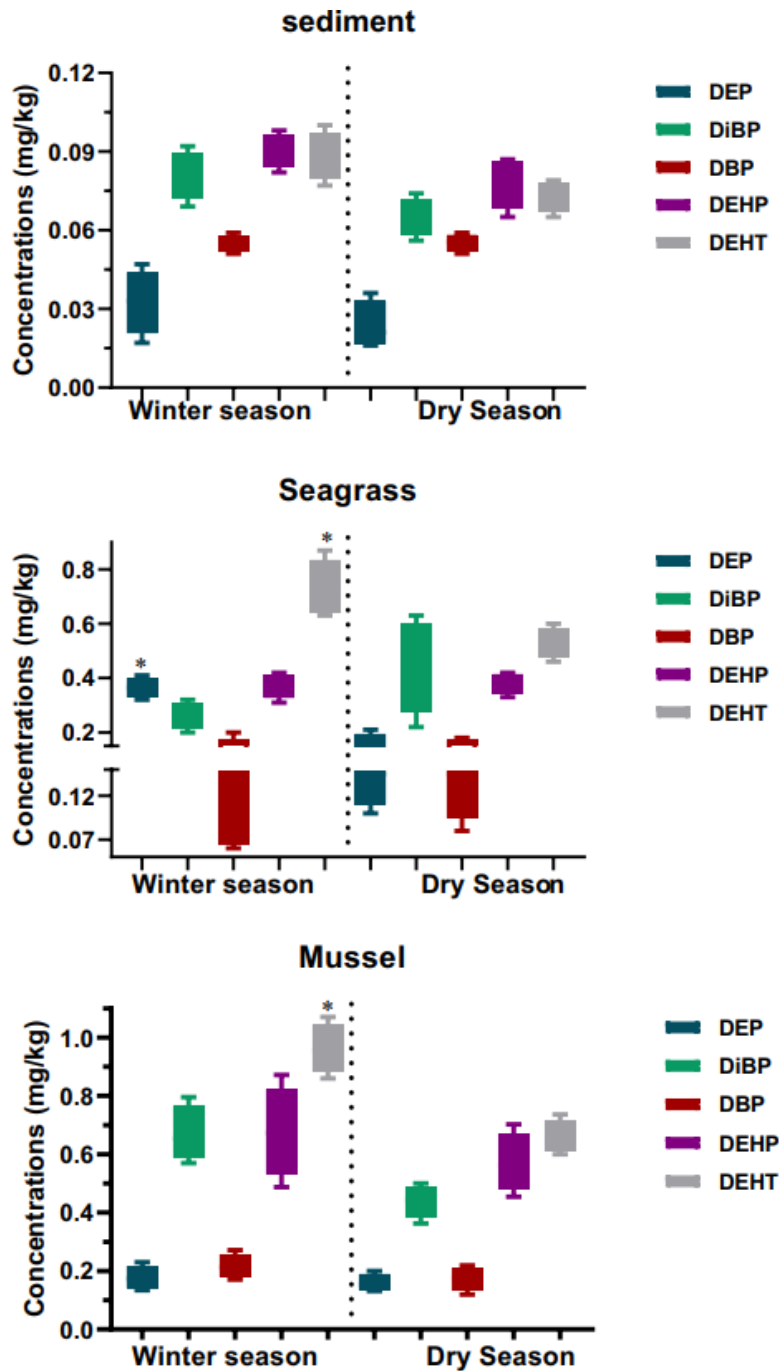 sediment
Concentrations (mg/kg)
0.12
0.09
0.06
0.03
0.00
Winter season
Dry Season
DEP
DiBP
DBP
DEHP
DEHT
Seagrass
Concentrations (mg/kg)
0.8
0.6
0.4
0.2
0.12
0.07
*
*
Winter season
Dry Season
DEP
DiBP
DBP
DEHP
DEHT
Mussel
Concentrations (mg/kg)
1.0
0.8
0.6
0.4
0.2
0.0
*
Winter season
Dry Season
DEP
DiBP
DBP
DEHP
DEHT